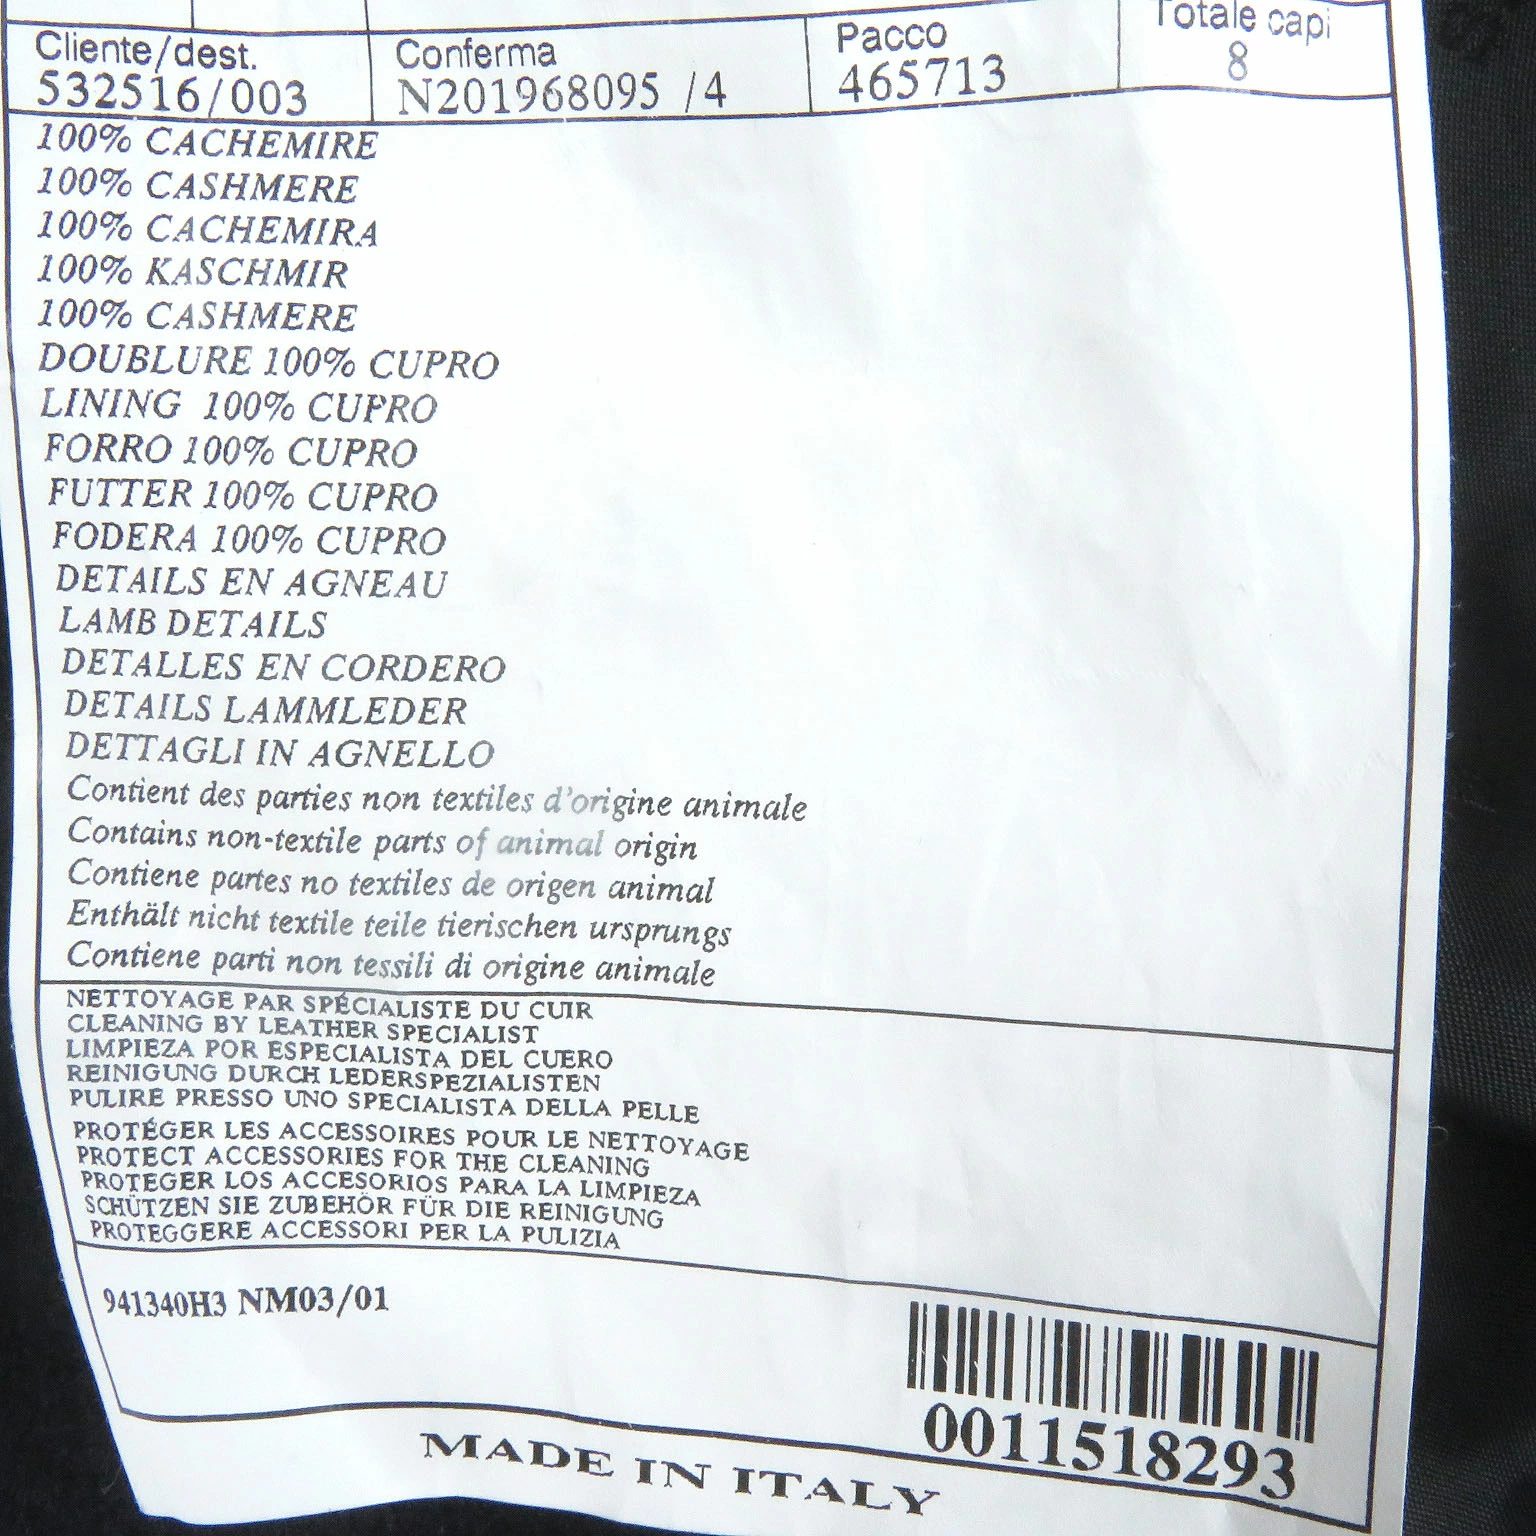 Cliente/dest. Conferma Pacco Totale capi
532516/003 N201968095 /4 465713 8
100% CACHEMIRE
100% CASHMERE
100% CACHEMIRA
100% KASCHMIR
100% CASHMERE
DOUBLURE 100% CUPRO
LINING 100% CUPRO
FORRO 100% CUPRO
FUTTER 100% CUPRO
FODERA 100% CUPRO
DETAILS EN AGNEAU
LAMB DETAILS
DETALLES EN CORDERO
DETAILS LAMMLEDER
DETTAGLI IN AGNELLO
Contient des parties non textiles d'origine animale
Contains non-textile parts of animal origin
Contiene partes no textiles de origen animal
Enthält nicht textile teile tierischen ursprungs
Contiene parti non tessili di origine animale
NETTOYAGE PAR SPÉCIALISTE DU CUIR
CLEANING BY LEATHER SPECIALIST
LIMPIEZA POR ESPECIALISTA DEL CUERO
REINIGUNG DURCH LEDERSPEZIALISTEN
PULIRE PRESSO UNO SPECIALISTA DELLA PELLE
PROTÉGER LES ACCESSOIRES POUR LE NETTOYAGE
PROTECT ACCESSORIES FOR THE CLEANING
PROTEGER LOS ACCESORIOS PARA LA LIMPIEZA
SCHÜTZEN SIE ZUBEHÖR FÜR DIE REINIGUNG
PROTEGGERE ACCESSORI PER LA PULIZIA
941340H3 NM03/01
0011518293
MADE IN ITALY